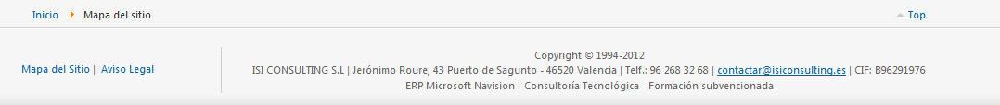 Inicio Mapa del sitio Top
Mapa del Sitio | Aviso Legal
Copyright © 1994-2012
ISI CONSULTING S.L | Jerónimo Roure, 43 Puerto de Sagunto - 46520 Valencia | Telf.: 96 268 32 68 | contactar@isiconsulting.es | CIF: B96291976
ERP Microsoft Navision - Consultoría Tecnológica - Formación subvencionada